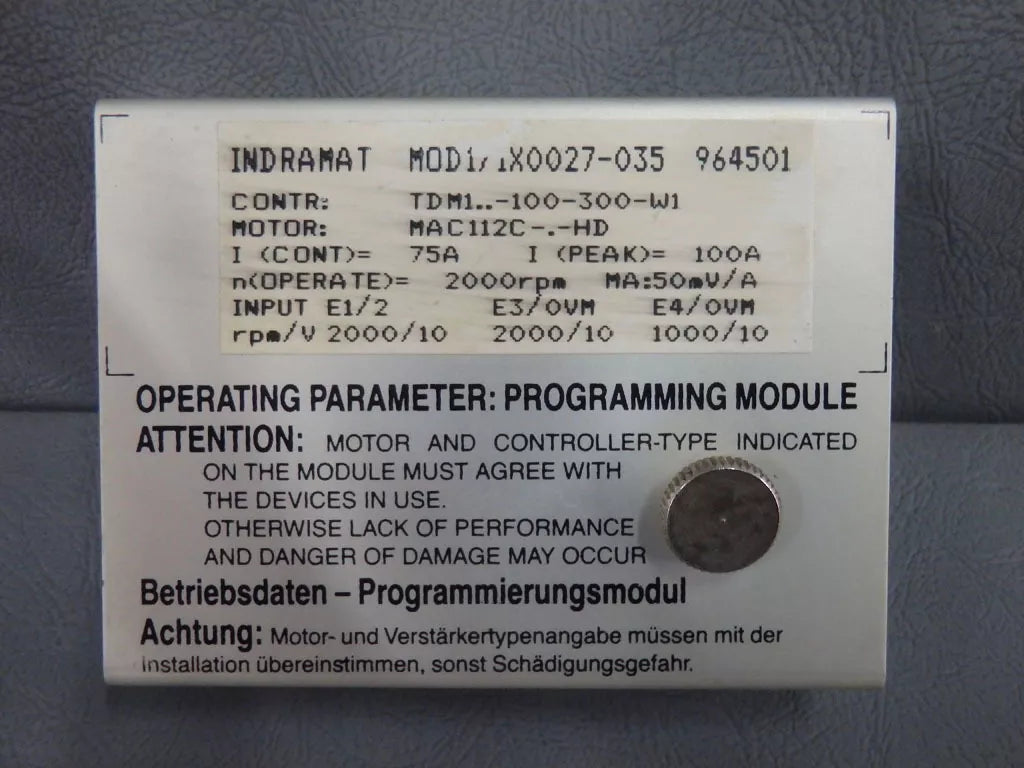 INDRAMAT MOD1/1X0027-035 964501
CONTR: TDM1..-100-300-W1
MOTOR: MAC112C-.-HD
I (CONT)= 75A I (PEAK)= 100A
n(OPERATE)= 2000rpm MA:50mV/A
INPUT E1/2 E3/0VM E4/0VM
rpm/V 2000/10 2000/10 1000/10
OPERATING PARAMETER: PROGRAMMING MODULE
ATTENTION: MOTOR AND CONTROLLER-TYPE INDICATED
ON THE MODULE MUST AGREE WITH
THE DEVICES IN USE.
OTHERWISE LACK OF PERFORMANCE
AND DANGER OF DAMAGE MAY OCCUR
Betriebsdaten – Programmierungsmodul
Achtung: Motor- und Verstärkertypenangabe müssen mit der
Installation übereinstimmen, sonst Schädigungsgefahr.